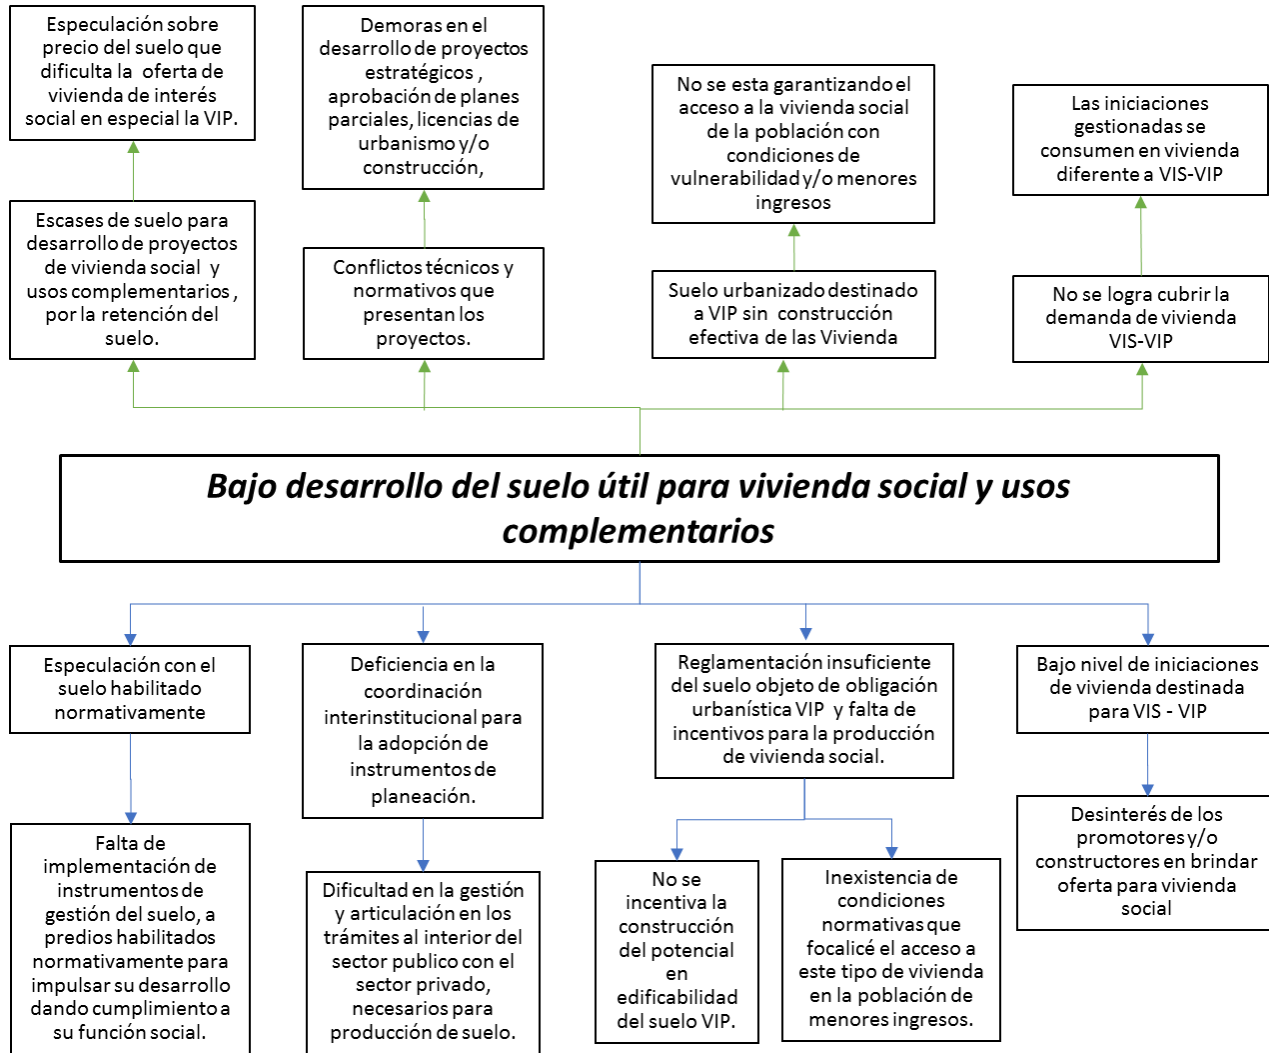 Especulación sobre
precio del suelo que
dificulta la oferta de
vivienda de interés
social en especial la VIP.
Demoras en el
desarrollo de proyectos
estratégicos ,
aprobación de planes
parciales, licencias de
urbanismo y/o
construcción,
No se esta garantizando el
acceso a la vivienda social
de la población con
condiciones de
vulnerabilidad y/o menores
ingresos
Las iniciaciones
gestionadas se
consumen en vivienda
diferente a VIS-VIP
Escases de suelo para
desarrollo de proyectos
de vivienda social y
usos complementarios ,
por la retención del
suelo.
Conflictos técnicos y
normativos que
presentan los
proyectos.
Suelo urbanizado destinado
a VIP sin construcción
efectiva de las Vivienda
No se logra cubrir la
demanda de vivienda
VIS-VIP
Bajo desarrollo del suelo útil para vivienda social y usos
complementarios
Especulación con el
suelo habilitado
normativamente
Deficiencia en la
coordinación
interinstitucional para
la adopción de
instrumentos de
planeación.
Reglamentación insuficiente
del suelo objeto de obligación
urbanística VIP y falta de
incentivos para la producción
de vivienda social.
Bajo nivel de iniciaciones
de vivienda destinada
para VIS - VIP
Falta de
implementación de
instrumentos de
gestión del suelo, a
predios habilitados
normativamente para
impulsar su desarrollo
dando cumplimiento a
su función social.
Dificultad en la gestión
y articulación en los
trámites al interior del
sector publico con el
sector privado,
necesarios para
producción de suelo.
No se
incentiva la
construcción
del potencial
en
edificabilidad
del suelo VIP.
Inexistencia de
condiciones
normativas que
focalicé el acceso a
este tipo de vivienda
en la población de
menores ingresos.
Desinterés de los
promotores y/o
constructores en brindar
oferta para vivienda
social